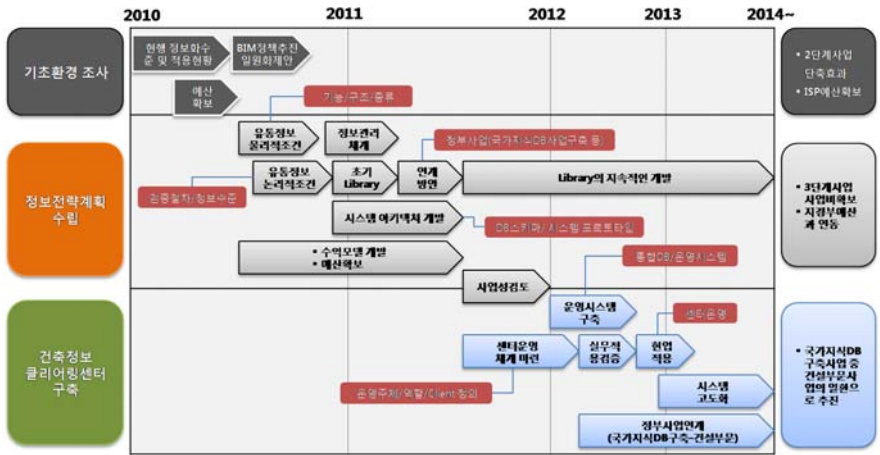 2010
2011
2012
2013
2014~
기초환경 조사
현행 정보화수
준 및 적용현황
BIM정책추진
일원화제안
예산
확보
기능/구조/종류
• 2단계사업
단축효과
• ISP예산확보
정보전략계획
수립
유통정보
물리적조건
정보관리
체계
정부사업(국가지식DB사업구축 등)
유통정보
논리적조건
초기
Library
연계
방안
Library의 지속적인 개발
검증절차/정보수준
시스템 아키텍처 개발
DB스키마/ 시스템 프로토타입
• 수익모델 개발
• 예산확보
통합DB/운영시스템
사업성검토
• 3단계사업
사업비확보
• 지경부예산
과 연동
건축정보
클리어링센터
구축
운영시스템
구축
센터운영
센터운영
체계 마련
실무적
용검증
현업
적용
운영주체/역할/Client 정의
시스템
고도화
정부사업연계
(국가지식DB구축-건설부문)
• 국가지식DB
구축사업 중
건설부문사
업의 일환으
로 추진